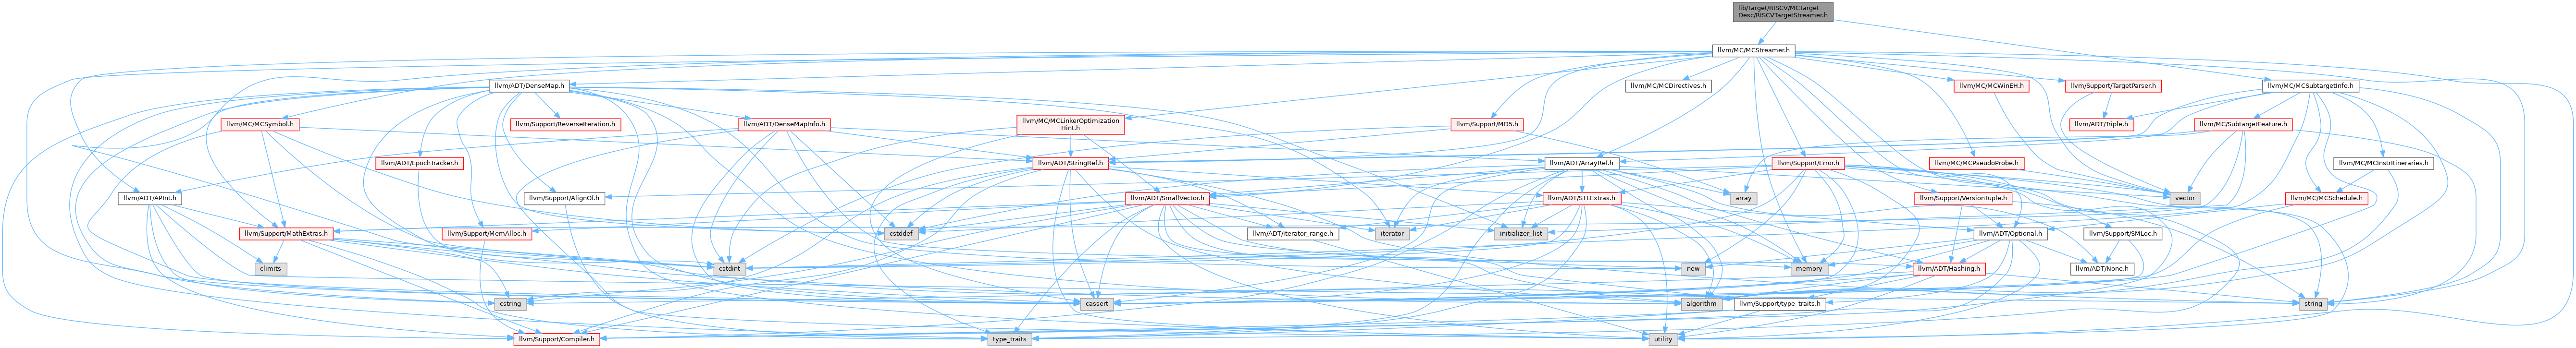 lib/Target/RISCV/MCTarget
Desc/RISCVTargetStreamer.h
llvm/MC/MCStreamer.h
llvm/ADT/DenseMap.h
llvm/MC/MCDirectives.h
llvm/MC/MCWinEH.h
llvm/Support/TargetParser.h
llvm/MC/MCSubtargetInfo.h
llvm/MC/MCSymbol.h
llvm/Support/ReverseIteration.h
llvm/ADT/DenseMapInfo.h
llvm/MC/MCLinkerOptimization
Hint.h
llvm/Support/MD5.h
llvm/ADT/Triple.h
llvm/MC/SubtargetFeature.h
llvm/ADT/EpochTracker.h
llvm/ADT/StringRef.h
llvm/ADT/ArrayRef.h
llvm/Support/Error.h
llvm/MC/MCPseudoProbe.h
llvm/MC/MCInstrItineraries.h
llvm/ADT/APInt.h
llvm/Support/AlignOf.h
llvm/ADT/SmallVector.h
llvm/ADT/STLExtras.h
array
llvm/Support/VersionTuple.h
vector
llvm/MC/MCSchedule.h
llvm/Support/MathExtras.h
llvm/Support/MemAlloc.h
cstddef
llvm/ADT/iterator_range.h
iterator
initializer_list
llvm/ADT/Optional.h
llvm/Support/SMLoc.h
climits
cstdint
new
memory
llvm/ADT/Hashing.h
llvm/ADT/None.h
cstring
cassert
algorithm
llvm/Support/type_traits.h
string
llvm/Support/Compiler.h
type_traits
utility